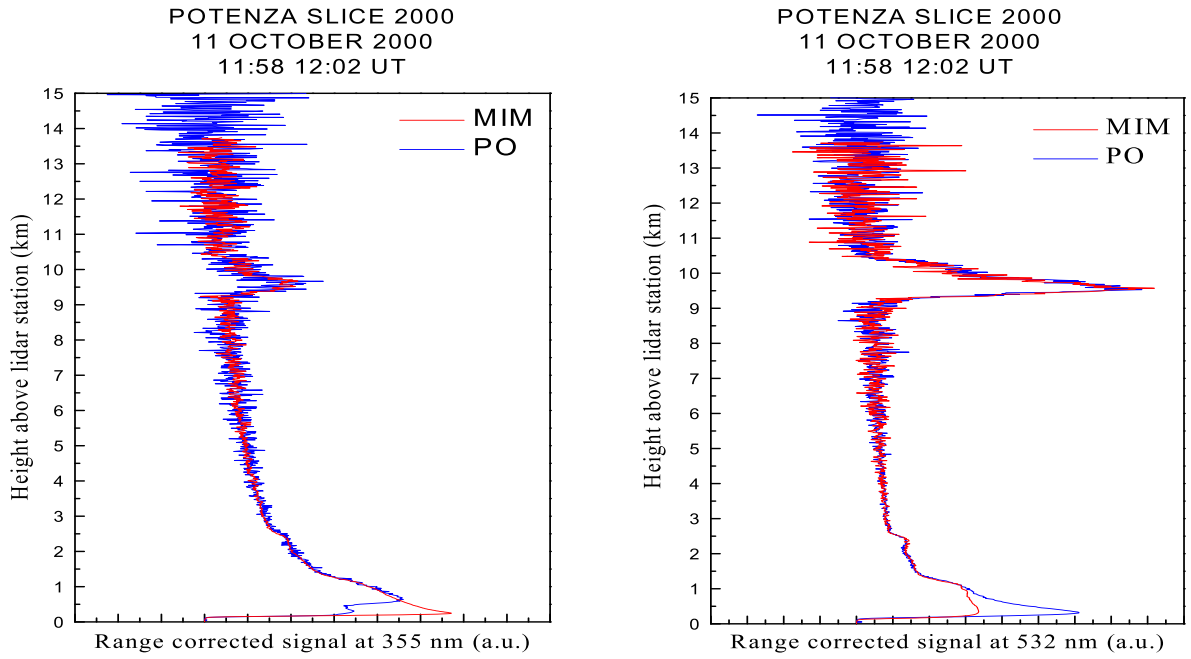 POTENZA SLICE 2000
11 OCTOBER 2000
11:58 12:02 UT
15
14
13
12
11
10
9
8
7
6
5
4
3
2
1
0
Height above lidar station (km)
MIM
PO
Range corrected signal at 355 nm (a.u.)
POTENZA SLICE 2000
11 OCTOBER 2000
11:58 12:02 UT
15
14
13
12
11
10
9
8
7
6
5
4
3
2
1
0
Height above lidar station (km)
MIM
PO
Range corrected signal at 532 nm (a.u.)